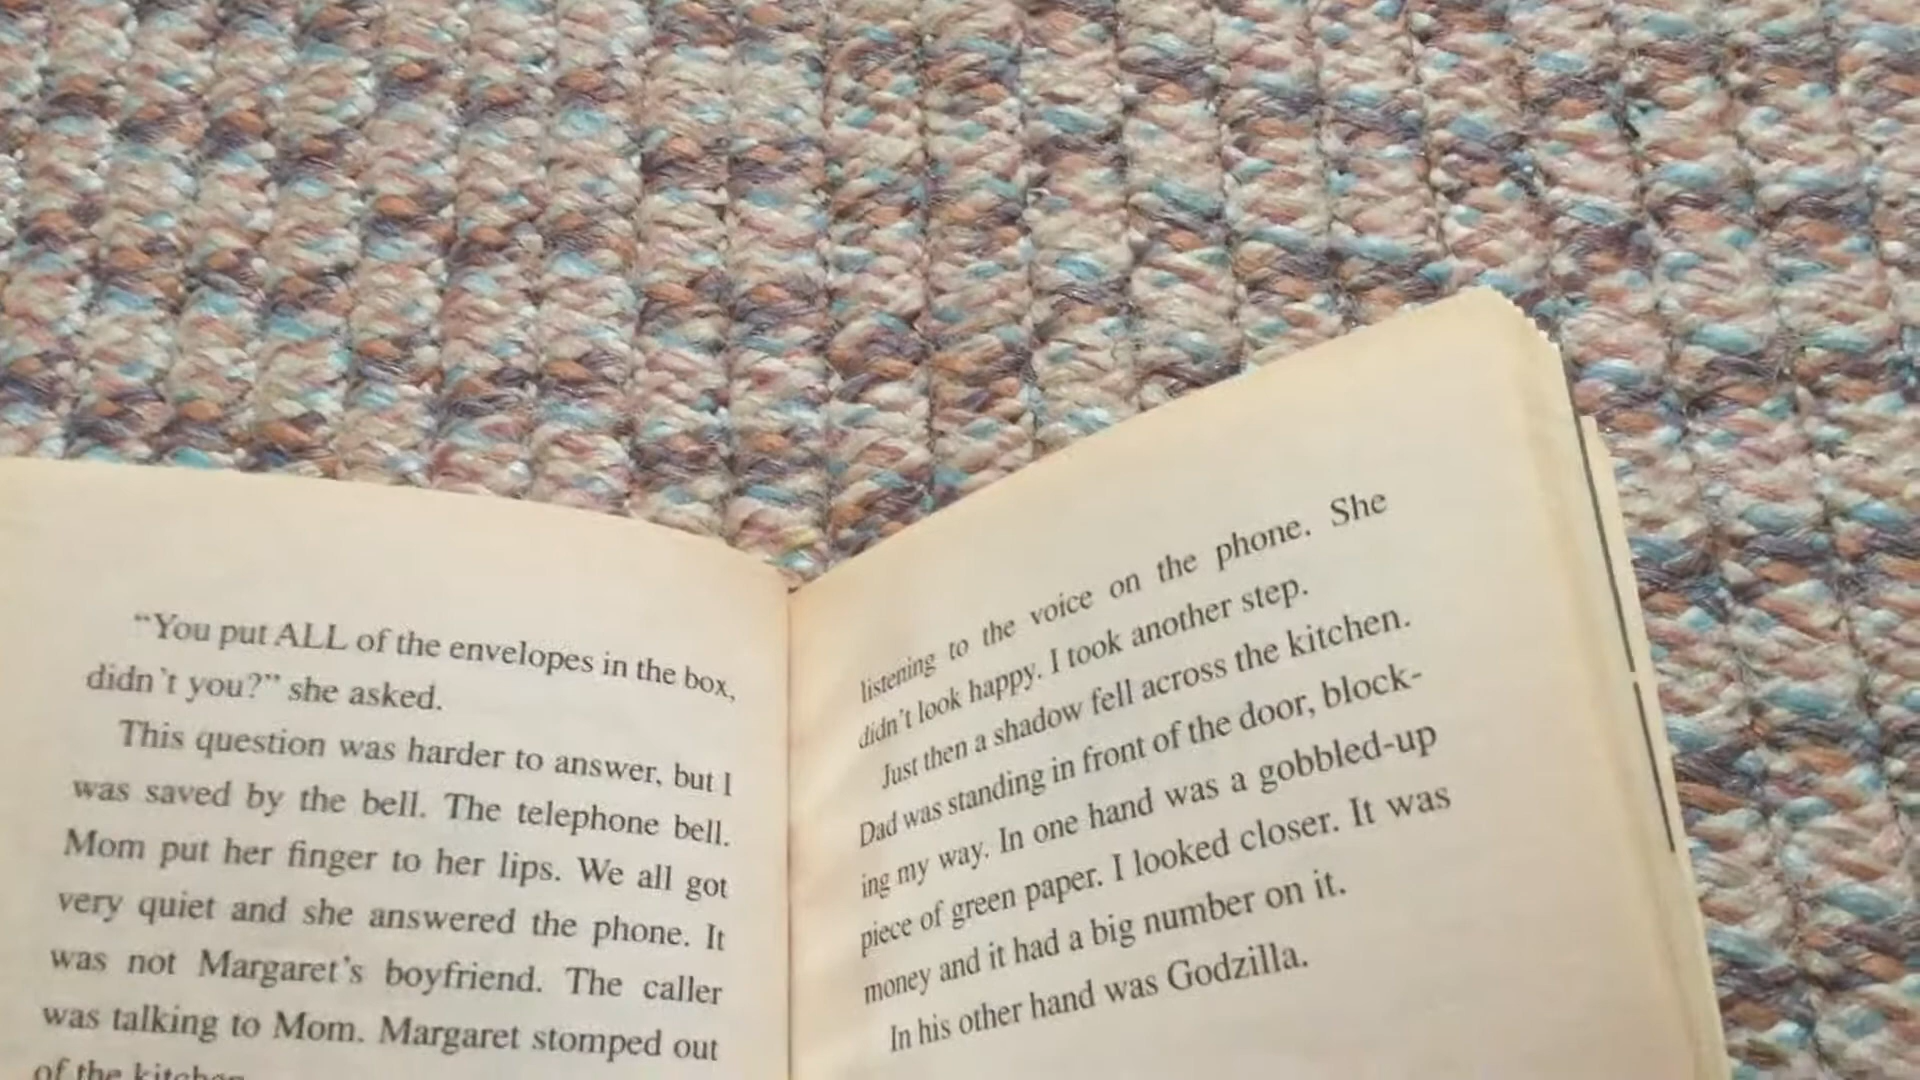 “You put ALL of the envelopes in the box,
didn’t you?” she asked.
This question was harder to answer, but I
was saved by the bell. The telephone bell.
Mom put her finger to her lips. We all got
very quiet and she answered the phone. It
was not Margaret’s boyfriend. The caller
was talking to Mom. Margaret stomped out
of the kitchen
listening to the voice on the phone. She
didn’t look happy. I took another step.
Just then a shadow fell across the kitchen.
Dad was standing in front of the door, block-
ing my way. In one hand was a gobbled-up
piece of green paper. I looked closer. It was
money and it had a big number on it.
In his other hand was Godzilla.